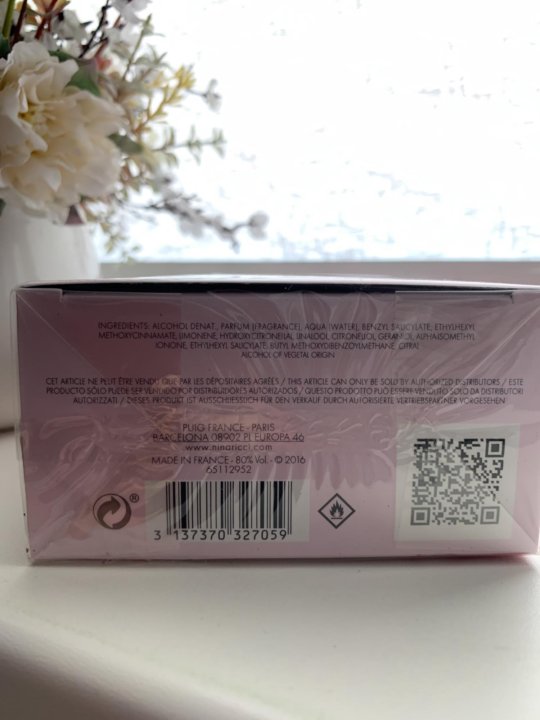 INGREDIENTS: ALCOHOL DENAT., PARFUM (FRAGRANCE), AQUA (WATER), BENZYL SALICYLATE, ETHYLHEXYL
METHOXYCINNAMATE, LIMONENE, HYDROXYCITRONELLAL, LINALOOL, CITRONELLOL, GERANIOL, ALPHA-ISOMETHYL
IONONE, ETHYLHEXYL SALICYLATE, BUTYL METHOXYDIBENZOYLMETHANE, CITRAL
ALCOHOL OF VEGETAL ORIGIN
CET ARTICLE NE PEUT ÊTRE VENDU QUE PAR LES DÉPOSITAIRES AGRÉÉS / THIS ARTICLE CAN ONLY BE SOLD BY AUTHORIZED DISTRIBUTORS / ESTE
PRODUCTO SÓLO PUEDE SER VENDIDO POR DISTRIBUIDORES AUTORIZADOS / QUESTO PRODOTTO PUÒ ESSERE VENDUTO SOLO DA DISTRIBUTORI
AUTORIZZATI / DIESES PRODUKT IST AUSSCHLIESSLICH FÜR DEN VERKAUF DURCH AUTORISIERTE VERTRIEBSPARTNER VORGESEHEN
PUIG FRANCE - PARIS
BARCELONA 08902 PL EUROPA 46
www.ninaricci.com
MADE IN FRANCE - 80% Vol. - © 2016
65112952
®
3 137370 327059